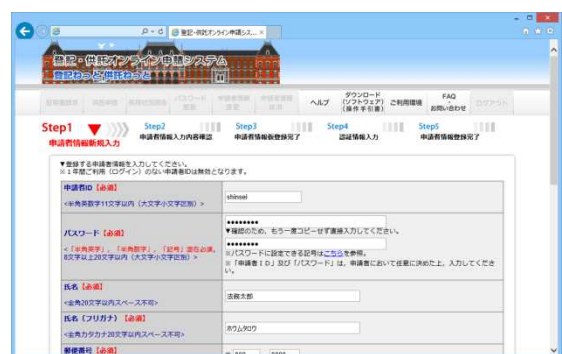 登記-供託オンライン申請シス...
登記・供託オンライン申請システム
登記ねっと 供託ねっと
ヘルプ
ダウンロード
(ソフトウェア)
(操作手引書)
ご利用環境
FAQ
・
お問い合わせ
ログアウト
Step1
申請者情報新規入力
Step2
申請者情報入力内容確認
Step3
申請者情報仮登録完了
Step4
認証情報入力
Step5
申請者情報登録完了
▼登録する申請者情報を入力してください。
※1年間ご利用（ログイン）のない申請者IDは無効となります。
申請者ID【必須】
<半角英数字11文字以内（大文字小文字区別）>
shinsei
パスワード【必須】
<「半角英字」、「半角数字」、「記号」混在必須。
8文字以上20文字以内（大文字小文字区別）>
••••••••
▼確認のため、もう一度コピーせず直接入力してください。
••••••••
※パスワードに設定できる記号はこちらを参照。
※「申請者ＩＤ」及び「パスワード」は，申請者において任意に決めた上，入力してください。
氏名【必須】
<全角20文字以内スペース不可>
法務太郎
氏名（フリガナ）【必須】
<全角カタカナ20文字以内スペース不可>
ホウムタロウ
郵便番号【必須】